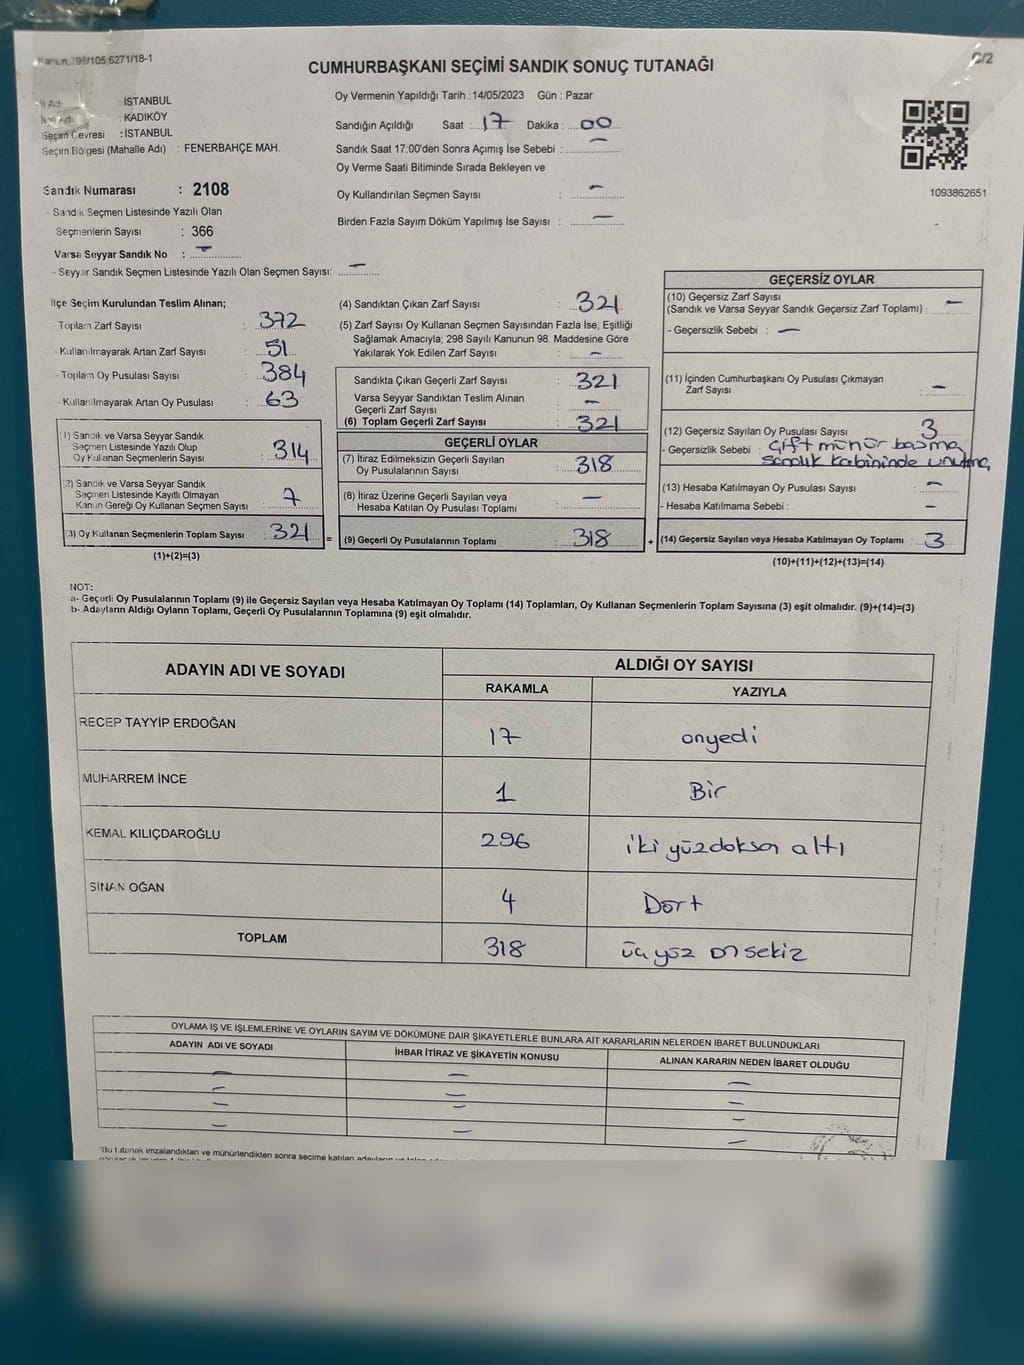 Kanun: 298/105;6271/18-1
C/2
CUMHURBAŞKANI SEÇİMİ SANDIK SONUÇ TUTANAĞI
İl Adı : İSTANBUL
İlçe Adı : KADIKÖY
Seçim Çevresi : İSTANBUL
Seçim Bölgesi (Mahalle Adı) : FENERBAHÇE MAH.
Oy Vermenin Yapıldığı Tarih :14/05/2023 Gün : Pazar
Sandığın Açıldığı Saat : 17 Dakika : 00
Sandık Saat 17:00'den Sonra Açımış İse Sebebi : –
Oy Verme Saati Bitiminde Sırada Bekleyen ve
Oy Kullandırılan Seçmen Sayısı : –
Birden Fazla Sayım Döküm Yapılmış İse Sayısı : –
1093862651
Sandık Numarası : 2108
- Sandık Seçmen Listesinde Yazılı Olan
Seçmenlerin Sayısı : 366
Varsa Seyyar Sandık No : –
- Seyyar Sandık Seçmen Listesinde Yazılı Olan Seçmen Sayısı: –
İlçe Seçim Kurulundan Teslim Alınan;
- Toplam Zarf Sayısı : 372
- Kullanılmayarak Artan Zarf Sayısı : 51
- Toplam Oy Pusulası Sayısı : 384
- Kullanılmayarak Artan Oy Pusulası : 63
(1) Sandık ve Varsa Seyyar Sandık
Seçmen Listesinde Yazılı Olup
Oy Kullanan Seçmenlerin Sayısı : 314
(2) Sandık ve Varsa Seyyar Sandık
Seçmen Listesinde Kayıtlı Olmayan
Kanun Gereği Oy Kullanan Seçmen Sayısı : 7
(3) Oy Kullanan Seçmenlerin Toplam Sayısı : 321 =
(1)+(2)=(3)
(4) Sandıktan Çıkan Zarf Sayısı : 321
(5) Zarf Sayısı Oy Kullanan Seçmen Sayısından Fazla İse, Eşitliği
Sağlamak Amacıyla; 298 Sayılı Kanunun 98. Maddesine Göre
Yakılarak Yok Edilen Zarf Sayısı : –
Sandıkta Çıkan Geçerli Zarf Sayısı : 321
Varsa Seyyar Sandıktan Teslim Alınan
Geçerli Zarf Sayısı : –
(6) Toplam Geçerli Zarf Sayısı : 321
GEÇERLİ OYLAR
(7) İtiraz Edilmeksizin Geçerli Sayılan
Oy Pusulalarının Sayısı : 318
(8) İtiraz Üzerine Geçerli Sayılan veya
Hesaba Katılan Oy Pusulası Toplamı : –
(9) Geçerli Oy Pusulalarının Toplamı : 318 +
GEÇERSİZ OYLAR
(10) Geçersiz Zarf Sayısı
(Sandık ve Varsa Seyyar Sandık Geçersiz Zarf Toplamı) : –
- Geçersizlik Sebebi : –
(11) İçinden Cumhurbaşkanı Oy Pusulası Çıkmayan
Zarf Sayısı : –
(12) Geçersiz Sayılan Oy Pusulası Sayısı : 3
- Geçersizlik Sebebi : Çift mühür basma,
sandık kabininde unutma,
(13) Hesaba Katılmayan Oy Pusulası Sayısı : –
- Hesaba Katılmama Sebebi :
(14) Geçersiz Sayılan veya Hesaba Katılmayan Oy Toplamı : 3
(10)+(11)+(12)+(13)=(14)
NOT:
a- Geçerli Oy Pusulalarının Toplamı (9) ile Geçersiz Sayılan veya Hesaba Katılmayan Oy Toplamı (14) Toplamları, Oy Kullanan Seçmenlerin Toplam Sayısına (3) eşit olmalıdır. (9)+(14)=(3)
b- Adayların Aldığı Oyların Toplamı, Geçerli Oy Pusulalarının Toplamına (9) eşit olmalıdır.
ADAYIN ADI VE SOYADI ALDIĞI OY SAYISI
RAKAMLA YAZIYLA
RECEP TAYYİP ERDOĞAN 17 onyedi
MUHARREM İNCE 1 Bir
KEMAL KILIÇDAROĞLU 296 iki yüzdoksan altı
SİNAN OĞAN 4 Dört
TOPLAM 318 üç yüz on sekiz
OYLAMA İŞ VE İŞLEMLERİNE VE OYLARIN SAYIM VE DÖKÜMÜNE DAİR ŞİKAYETLERLE BUNLARA AİT KARARLARIN NELERDEN İBARET BULUNDUKLARI
ADAYIN ADI VE SOYADI İHBAR İTİRAZ VE ŞİKAYETİN KONUSU ALINAN KARARIN NEDEN İBARET OLDUĞU
– – –
– – –
– – –
– – –
"Bu tutanak imzalandıktan ve mühürlendikten sonra seçime katılan adayların